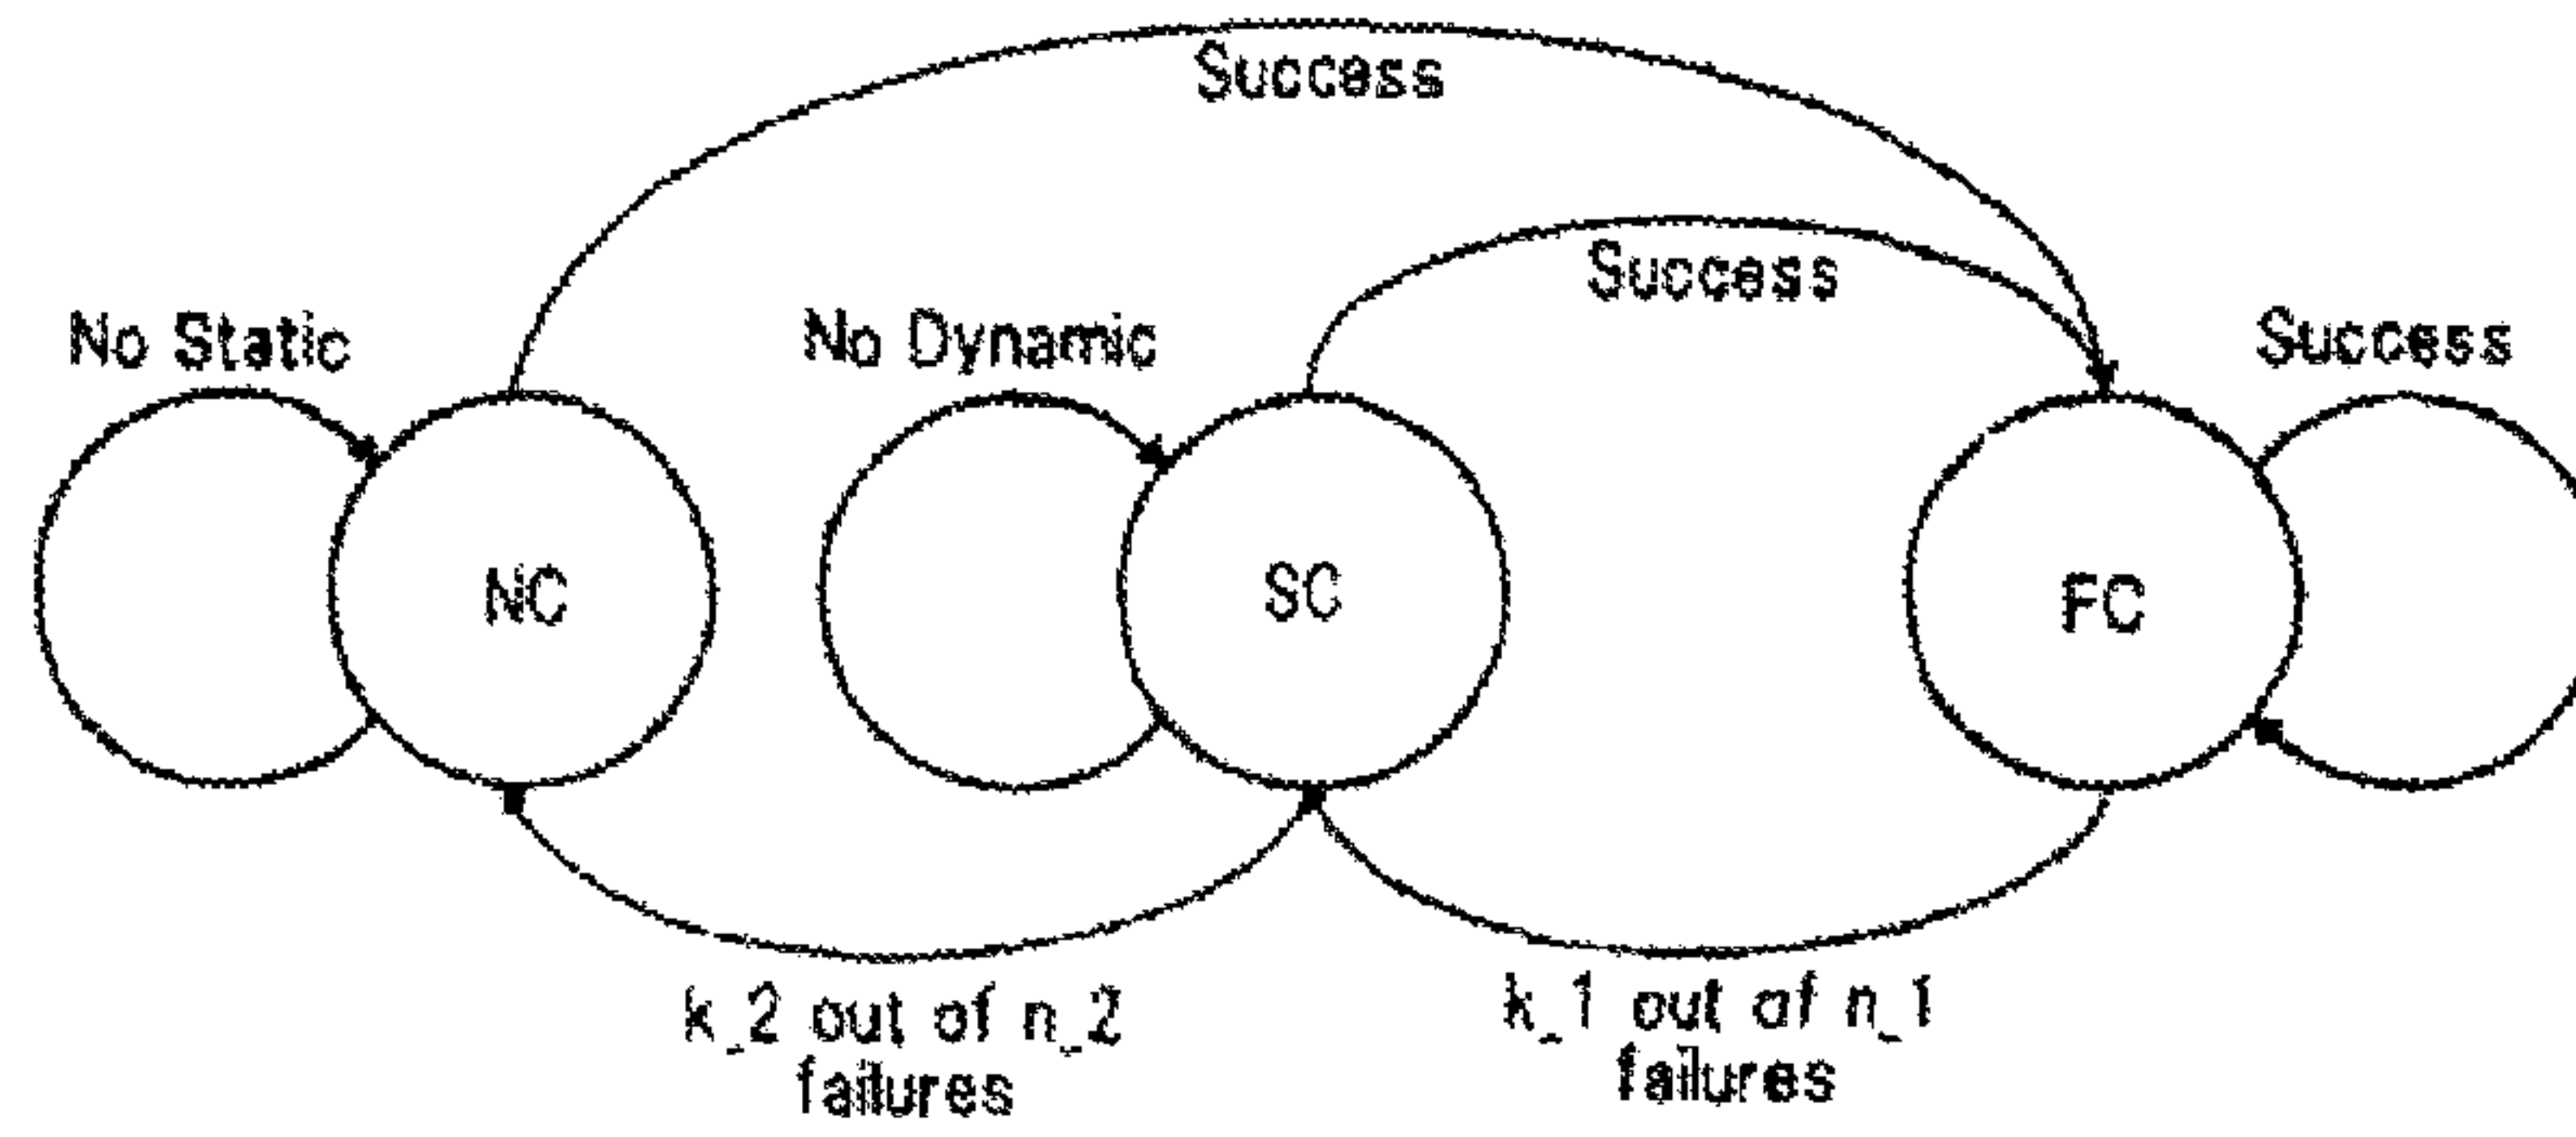 Success
Success
No Static
No Dynamic
Success
NC
SC
FC
k_2 out of n_2
failures
k_1 out of n_1
failures